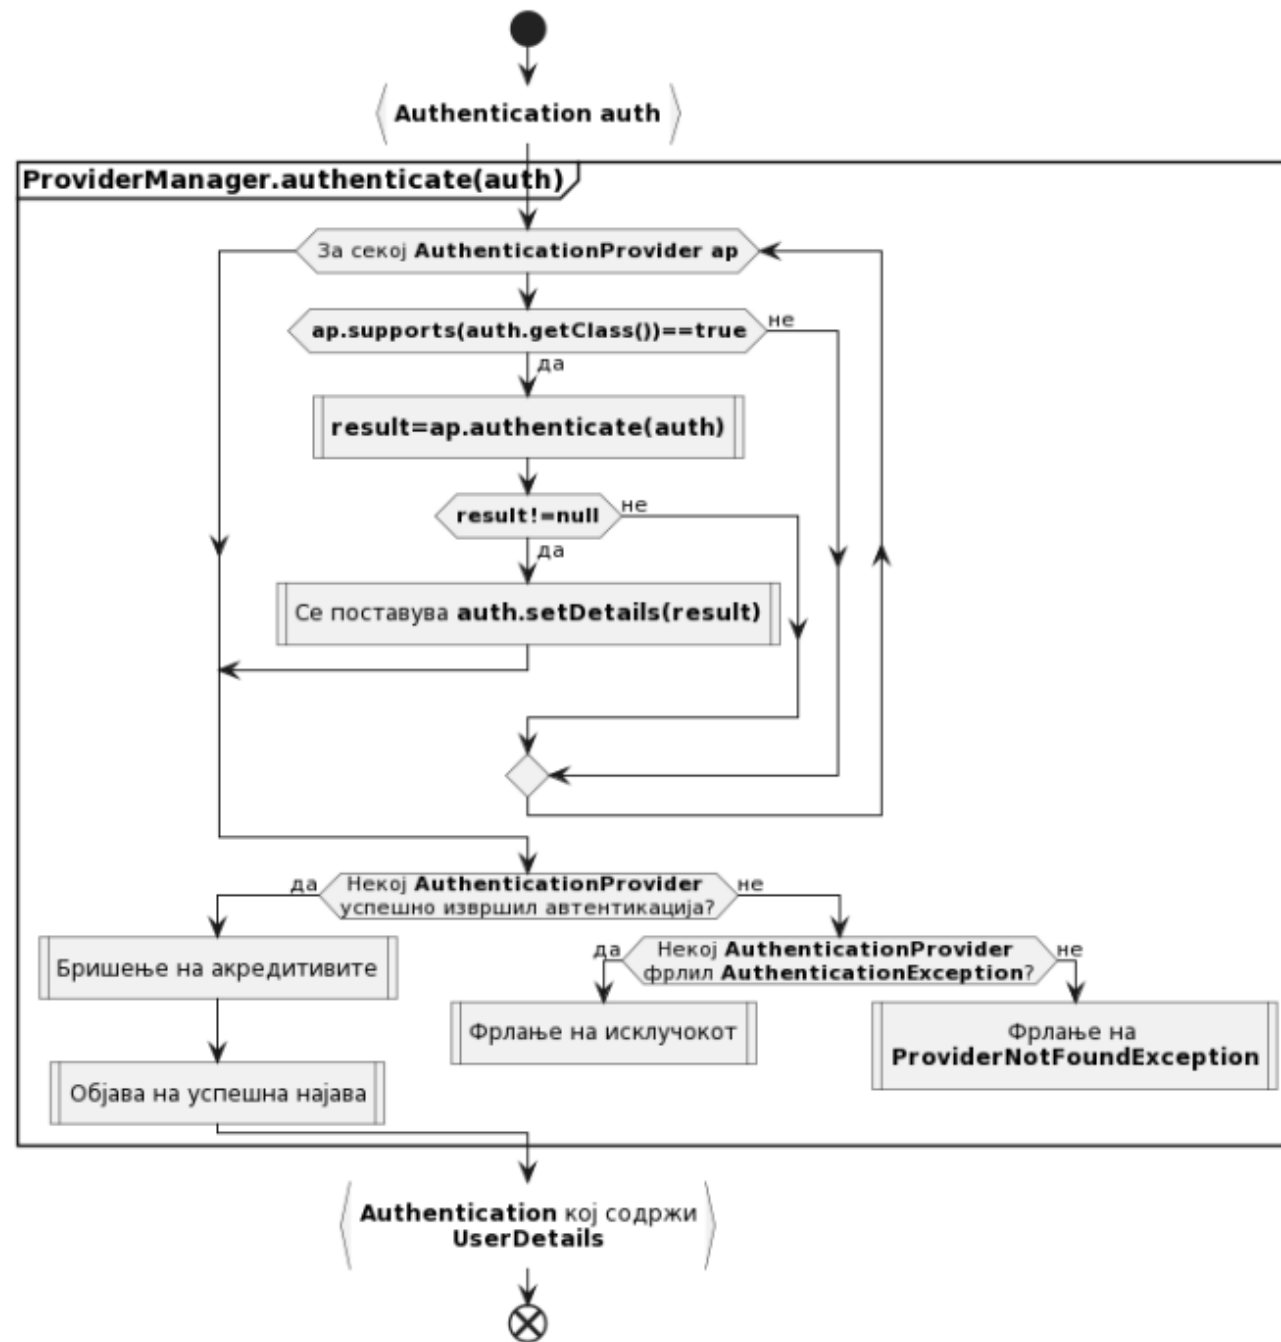 Authentication auth
ProviderManager.authenticate(auth)
За секој AuthenticationProvider ap
ap.supports(auth.getClass())==true
не
да
result=ap.authenticate(auth)
result!=null
не
да
Се поставува auth.setDetails(result)
да
Некој AuthenticationProvider
успешно извршил автентикација?
не
Бришење на акредитивите
да
Некој AuthenticationProvider
фрлил AuthenticationException?
не
Фрлање на исклучокот
Фрлање на
ProviderNotFoundException
Објава на успешна најава
Authentication кој содржи
UserDetails